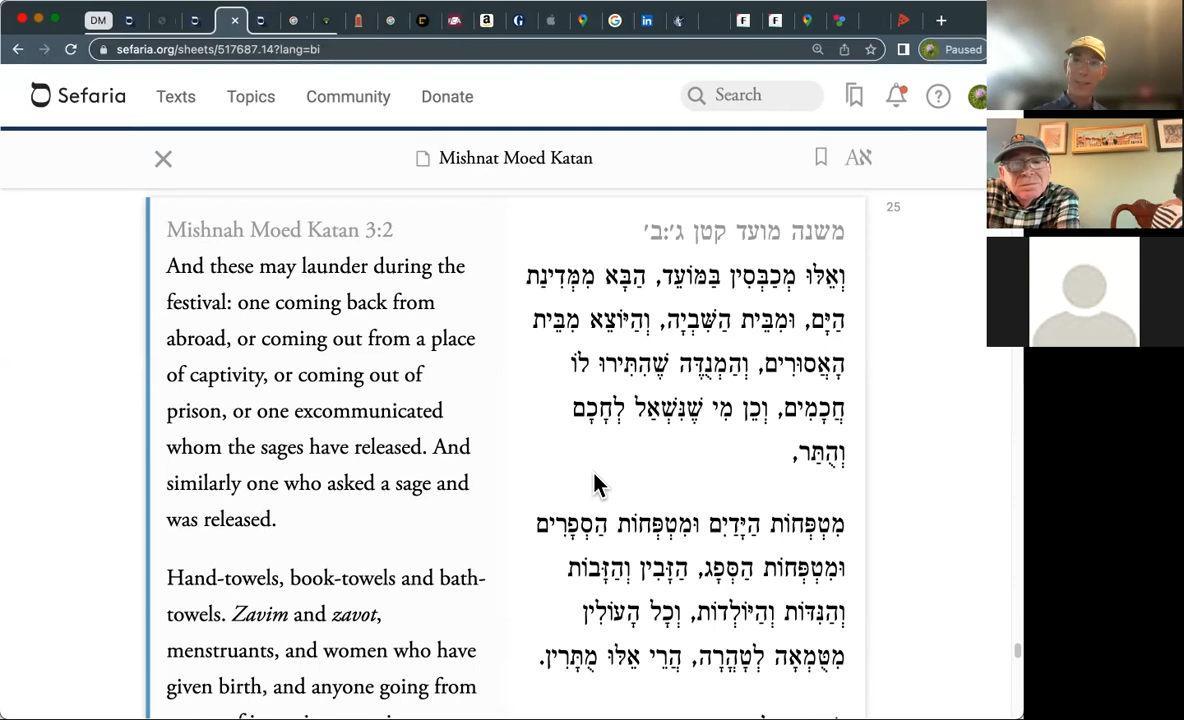 DM
sefaria.org/sheets/517687.14?lang=bi
Paused
Sefaria
Texts
Topics
Community
Donate
Search
Mishnat Moed Katan
Aא
25
Mishnah Moed Katan 3:2
And these may launder during the
festival: one coming back from
abroad, or coming out from a place
of captivity, or coming out of
prison, or one excommunicated
whom the sages have released. And
similarly one who asked a sage and
was released.
Hand-towels, book-towels and bath-
towels. Zavim and zavot,
menstruants, and women who have
given birth, and anyone going from
משנה מועד קטן ג׳:ב׳
וְאֵלּוּ מְכַבְּסִין בַּמּוֹעֵד, הַבָּא מִמְּדִינַת
הַיָּם, וּמִבֵּית הַשִּׁבְיָה, וְהַיּוֹצֵא מִבֵּית
הָאֲסוּרִים, וְהַמְנֻדֶּה שֶׁהִתִּירוּ לוֹ
חֲכָמִים, וְכֵן מִי שֶׁנִּשְׁאַל לְחָכָם
וְהֻתַּר,
מִטְפְּחוֹת הַיָּדַיִם וּמִטְפְּחוֹת הַסְּפָרִים
וּמִטְפְּחוֹת הַסְּפָג, הַזָּבִין וְהַזָּבוֹת
וְהַנִּדּוֹת וְהַיּוֹלְדוֹת, וְכָל הָעוֹלִין
מִטֻּמְאָה לְטָהֳרָה, הֲרֵי אֵלּוּ מֻתָּרִין.